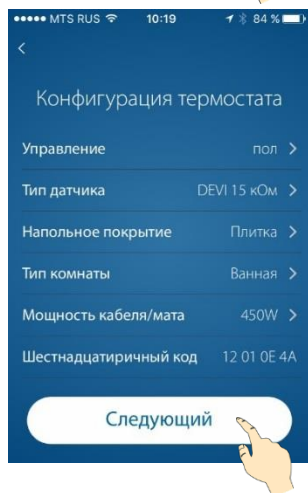 MTS RUS 10:19 84 %
Конфигурация термостата
Управление пол
Тип датчика DEVI 15 кОм
Напольное покрытие Плитка
Тип комнаты Ванная
Мощность кабеля/мата 450W
Шестнадцатиричный код 12 01 0E 4A
Следующий